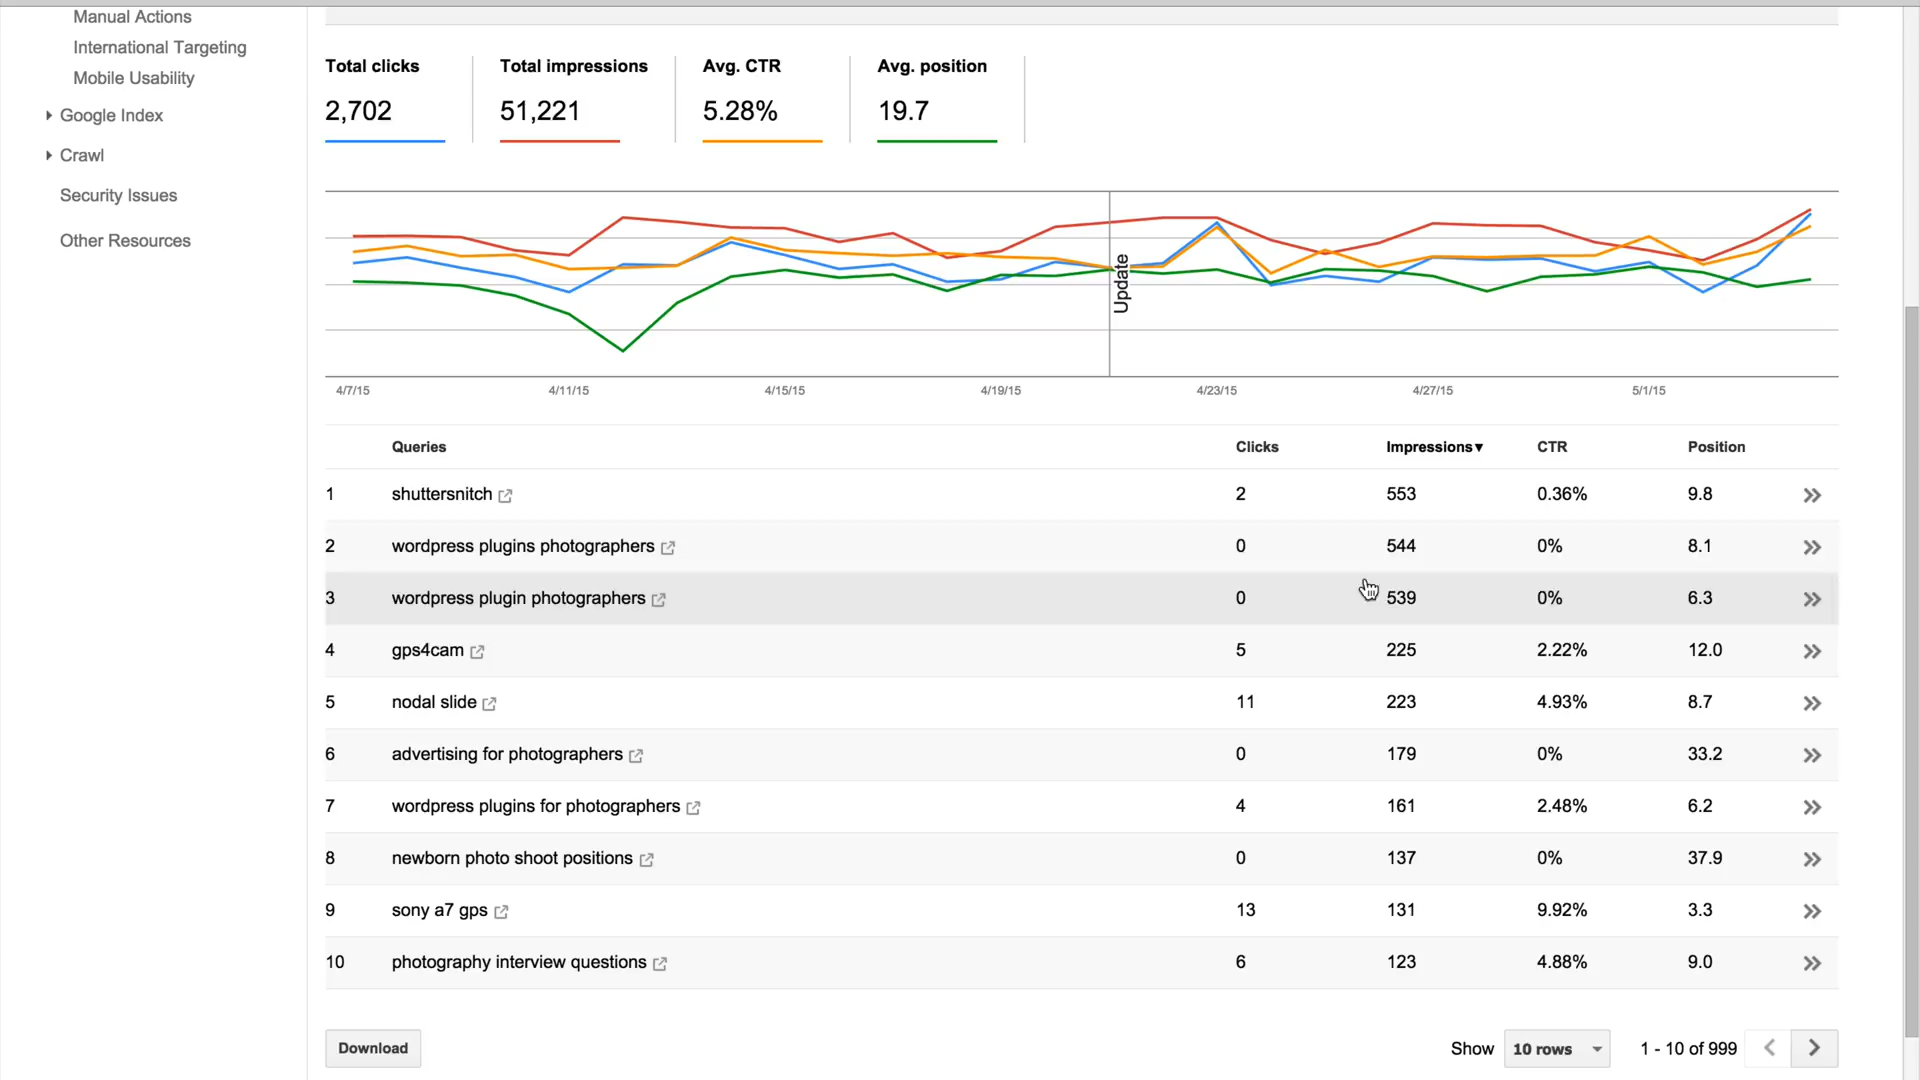 Manual Actions
International Targeting
Mobile Usability
Google Index
Crawl
Security Issues
Other Resources
Total clicks
2,702
Total impressions
51,221
Avg. CTR
5.28%
Avg. position
19.7
Update
4/7/15 4/11/15 4/15/15 4/19/15 4/23/15 4/27/15 5/1/15
Queries Clicks Impressions▼ CTR Position
1 shuttersnitch 2 553 0.36% 9.8 »
2 wordpress plugins photographers 0 544 0% 8.1 »
3 wordpress plugin photographers 0 539 0% 6.3 »
4 gps4cam 5 225 2.22% 12.0 »
5 nodal slide 11 223 4.93% 8.7 »
6 advertising for photographers 0 179 0% 33.2 »
7 wordpress plugins for photographers 4 161 2.48% 6.2 »
8 newborn photo shoot positions 0 137 0% 37.9 »
9 sony a7 gps 13 131 9.92% 3.3 »
10 photography interview questions 6 123 4.88% 9.0 »
Download Show 10 rows 1 - 10 of 999